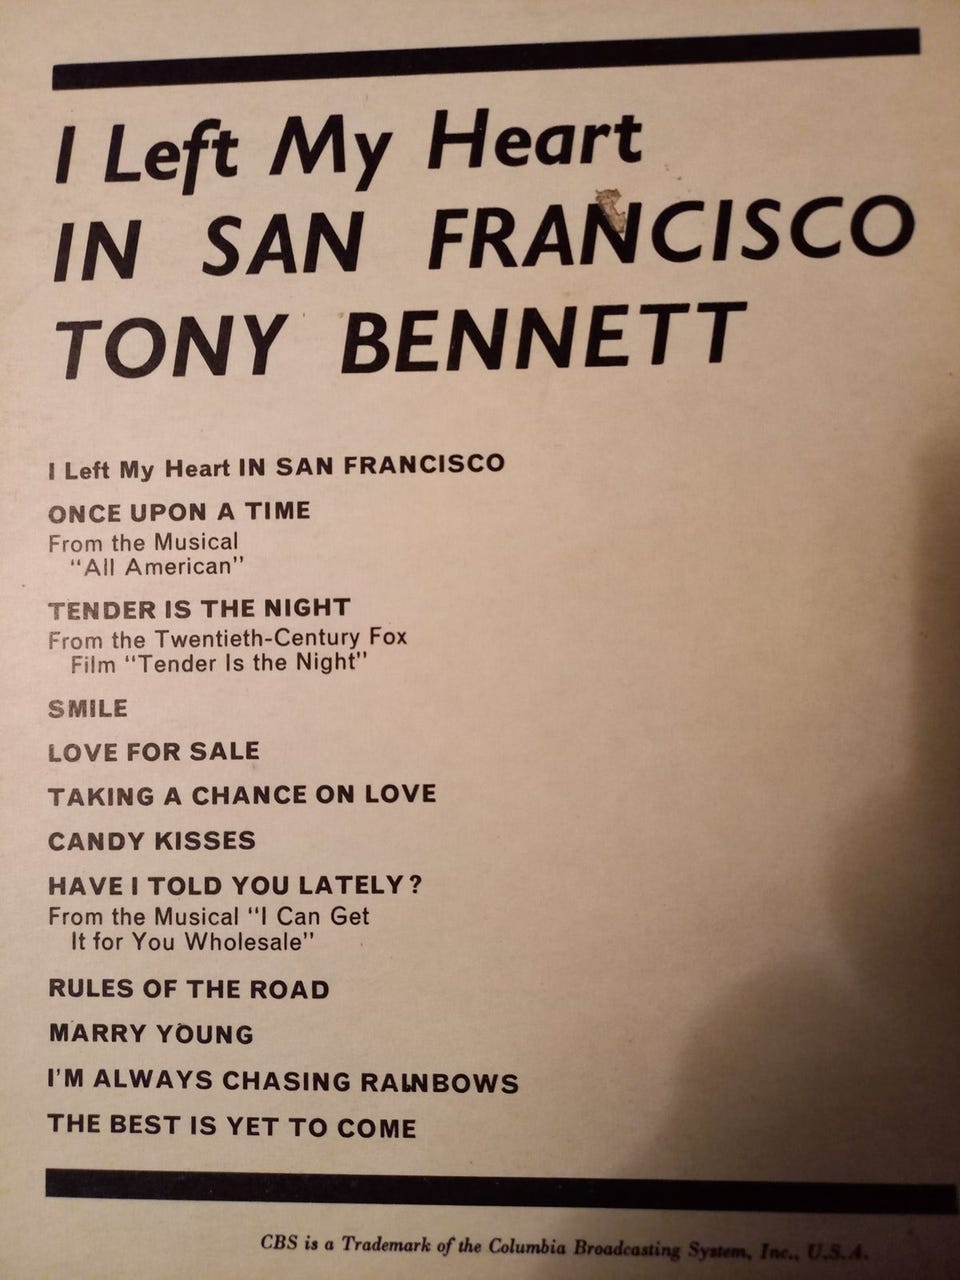 I Left My Heart
IN SAN FRANCISCO
TONY BENNETT
I Left My Heart IN SAN FRANCISCO
ONCE UPON A TIME
From the Musical
"All American"
TENDER IS THE NIGHT
From the Twentieth-Century Fox
Film "Tender Is the Night"
SMILE
LOVE FOR SALE
TAKING A CHANCE ON LOVE
CANDY KISSES
HAVE I TOLD YOU LATELY?
From the Musical "I Can Get
It for You Wholesale"
RULES OF THE ROAD
MARRY YOUNG
I'M ALWAYS CHASING RAINBOWS
THE BEST IS YET TO COME
CBS is a Trademark of the Columbia Broadcasting System, Inc., U.S.A.